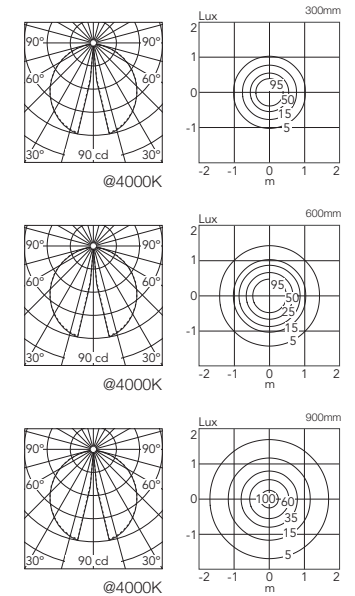 Lux 300mm
90° 90°
60° 60°
30° 90 cd 30°
@4000K
2
1
0
-1
95
50
15
5
-2 -1 0 1 2
m
Lux 600mm
90° 90°
60° 60°
30° 90 cd 30°
@4000K
2
1
0
-1
95
50
25
15
5
-2 -1 0 1 2
m
Lux 900mm
90° 90°
60° 60°
30° 90 cd 30°
@4000K
2
1
0
-1
100 60
35
15
5
-2 -1 0 1 2
m